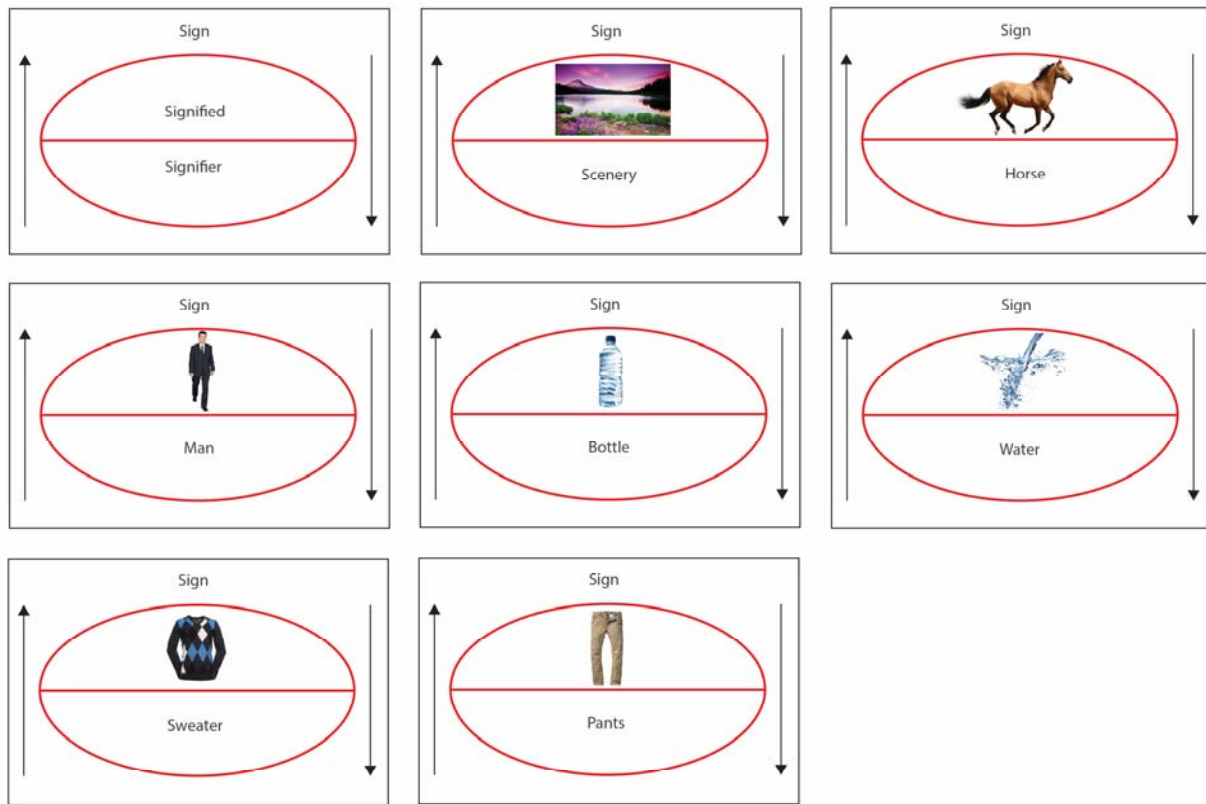 Sign
Signified
Signifier
Sign
Scenery
Sign
Horse
Sign
Man
Sign
Bottle
Sign
Water
Sign
Sweater
Sign
Pants